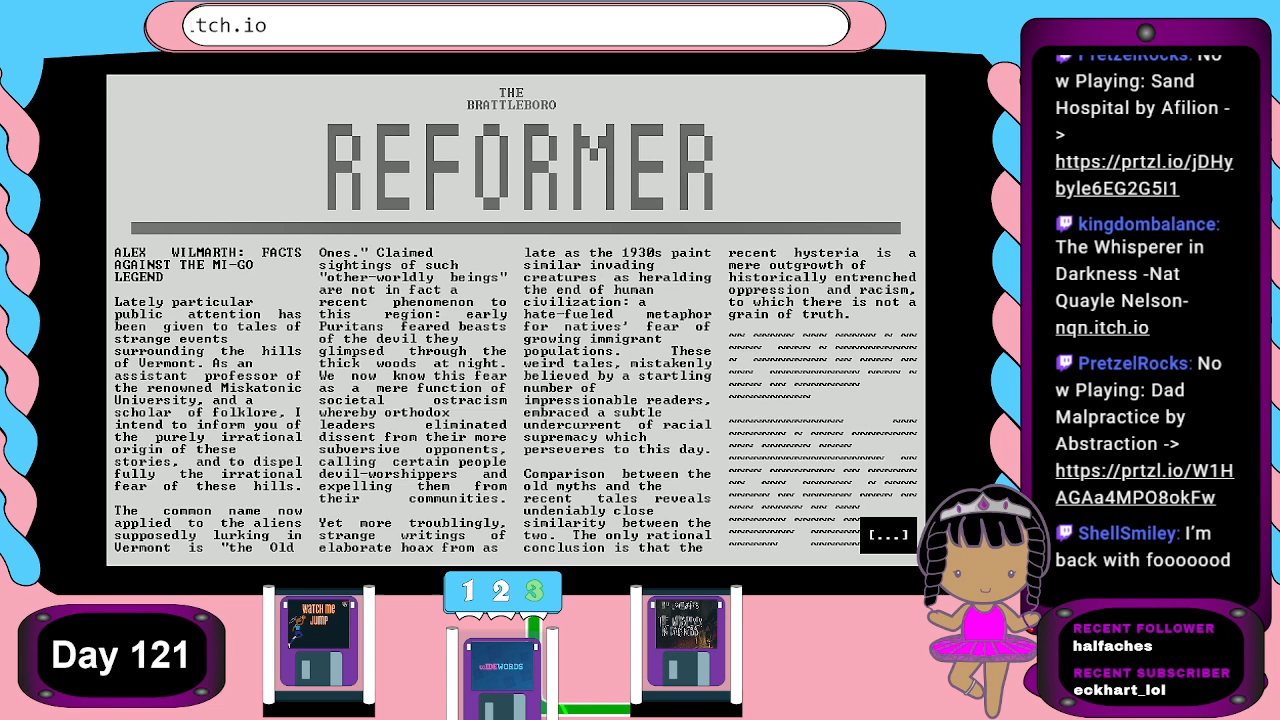 .tch.io
THE
BRATTLEBORO
REFORMER
ALEX WILMARTH: FACTS
AGAINST THE MI-GO
LEGEND
Lately particular
public attention has
been given to tales of
strange events
surrounding the hills
of Vermont. As an
assistant professor of
the renowned Miskatonic
University, and a
scholar of folklore, I
intend to inform you of
the purely irrational
origin of these
stories, and to dispel
fully the irrational
fear of these hills.
The common name now
applied to the aliens
supposedly lurking in
Vermont is "the Old
Ones." Claimed
sightings of such
"other-worldly beings"
are not in fact a
recent phenomenon to
this region: early
Puritans feared beasts
of the devil they
glimpsed through the
thick woods at night.
We now know this fear
as a mere function of
societal ostracism
whereby orthodox
leaders eliminated
dissent from their more
subversive opponents,
calling certain people
devil-worshippers and
expelling them from
their communities.
Yet more troublingly,
strange writings of
elaborate hoax from as
late as the 1930s paint
similar invading
creatures as heralding
the end of human
civilization: a
hate-fueled metaphor
for natives' fear of
growing immigrant
populations. These
weird tales, mistakenly
believed by a startling
number of
impressionable readers,
embraced a subtle
undercurrent of racial
supremacy which
perseveres to this day.
Comparison between the
old myths and the
recent tales reveals
undeniably close
similarity between the
two. The only rational
conclusion is that the
recent hysteria is a
mere outgrowth of
historically entrenched
oppression and racism,
to which there is not a
grain of truth.
[...]
PretzelRocks: No
w Playing: Sand
Hospital by Afilion -
>
https://prtzl.io/jDHy
byle6EG2G5I1
kingdombalance:
The Whisperer in
Darkness -Nat
Quayle Nelson-
nqn.itch.io
PretzelRocks: No
w Playing: Dad
Malpractice by
Abstraction ->
https://prtzl.io/W1H
AGAa4MPO8okFw
ShellSmiley: I'm
back with fooooood
Day 121
WATCH ME
JUMP
1 2 3
WIDEWORDS
RECENT FOLLOWER
halfaches
RECENT SUBSCRIBER
eckhart_lol